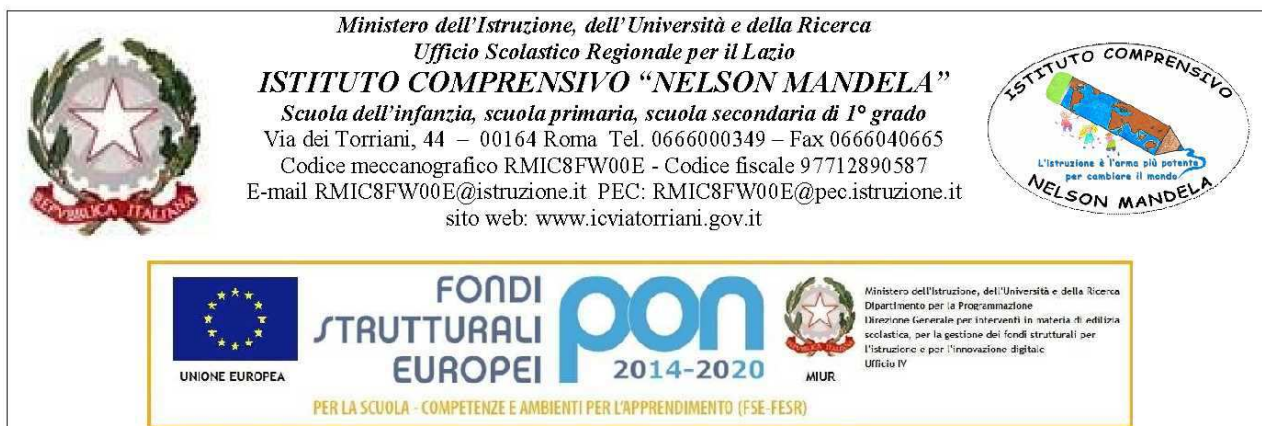 Ministero dell'Istruzione, dell'Università e della Ricerca
Ufficio Scolastico Regionale per il Lazio
ISTITUTO COMPRENSIVO “NELSON MANDELA”
Scuola dell'infanzia, scuola primaria, scuola secondaria di 1° grado
Via dei Torriani, 44 – 00164 Roma Tel. 0666000349 – Fax 0666040665
Codice meccanografico RMIC8FW00E - Codice fiscale 97712890587
E-mail RMIC8FW00E@istruzione.it PEC: RMIC8FW00E@pec.istruzione.it
sito web: www.icviatorriani.gov.it
REPVBBLICA ITALIANA
ISTITUTO COMPRENSIVO
L'istruzione è l'arma più potente
per cambiare il mondo
NELSON MANDELA
UNIONE EUROPEA
FONDI
STRUTTURALI
EUROPEI
pon
2014-2020
MIUR
Ministero dell'Istruzione, dell'Università e della Ricerca
Dipartimento per la Programmazione
Direzione Generale per interventi in materia di edilizia
scolastica, per la gestione dei fondi strutturali per
l'istruzione e per l'innovazione digitale
Ufficio IV
PER LA SCUOLA - COMPETENZE E AMBIENTI PER L'APPRENDIMENTO (FSE-FESR)